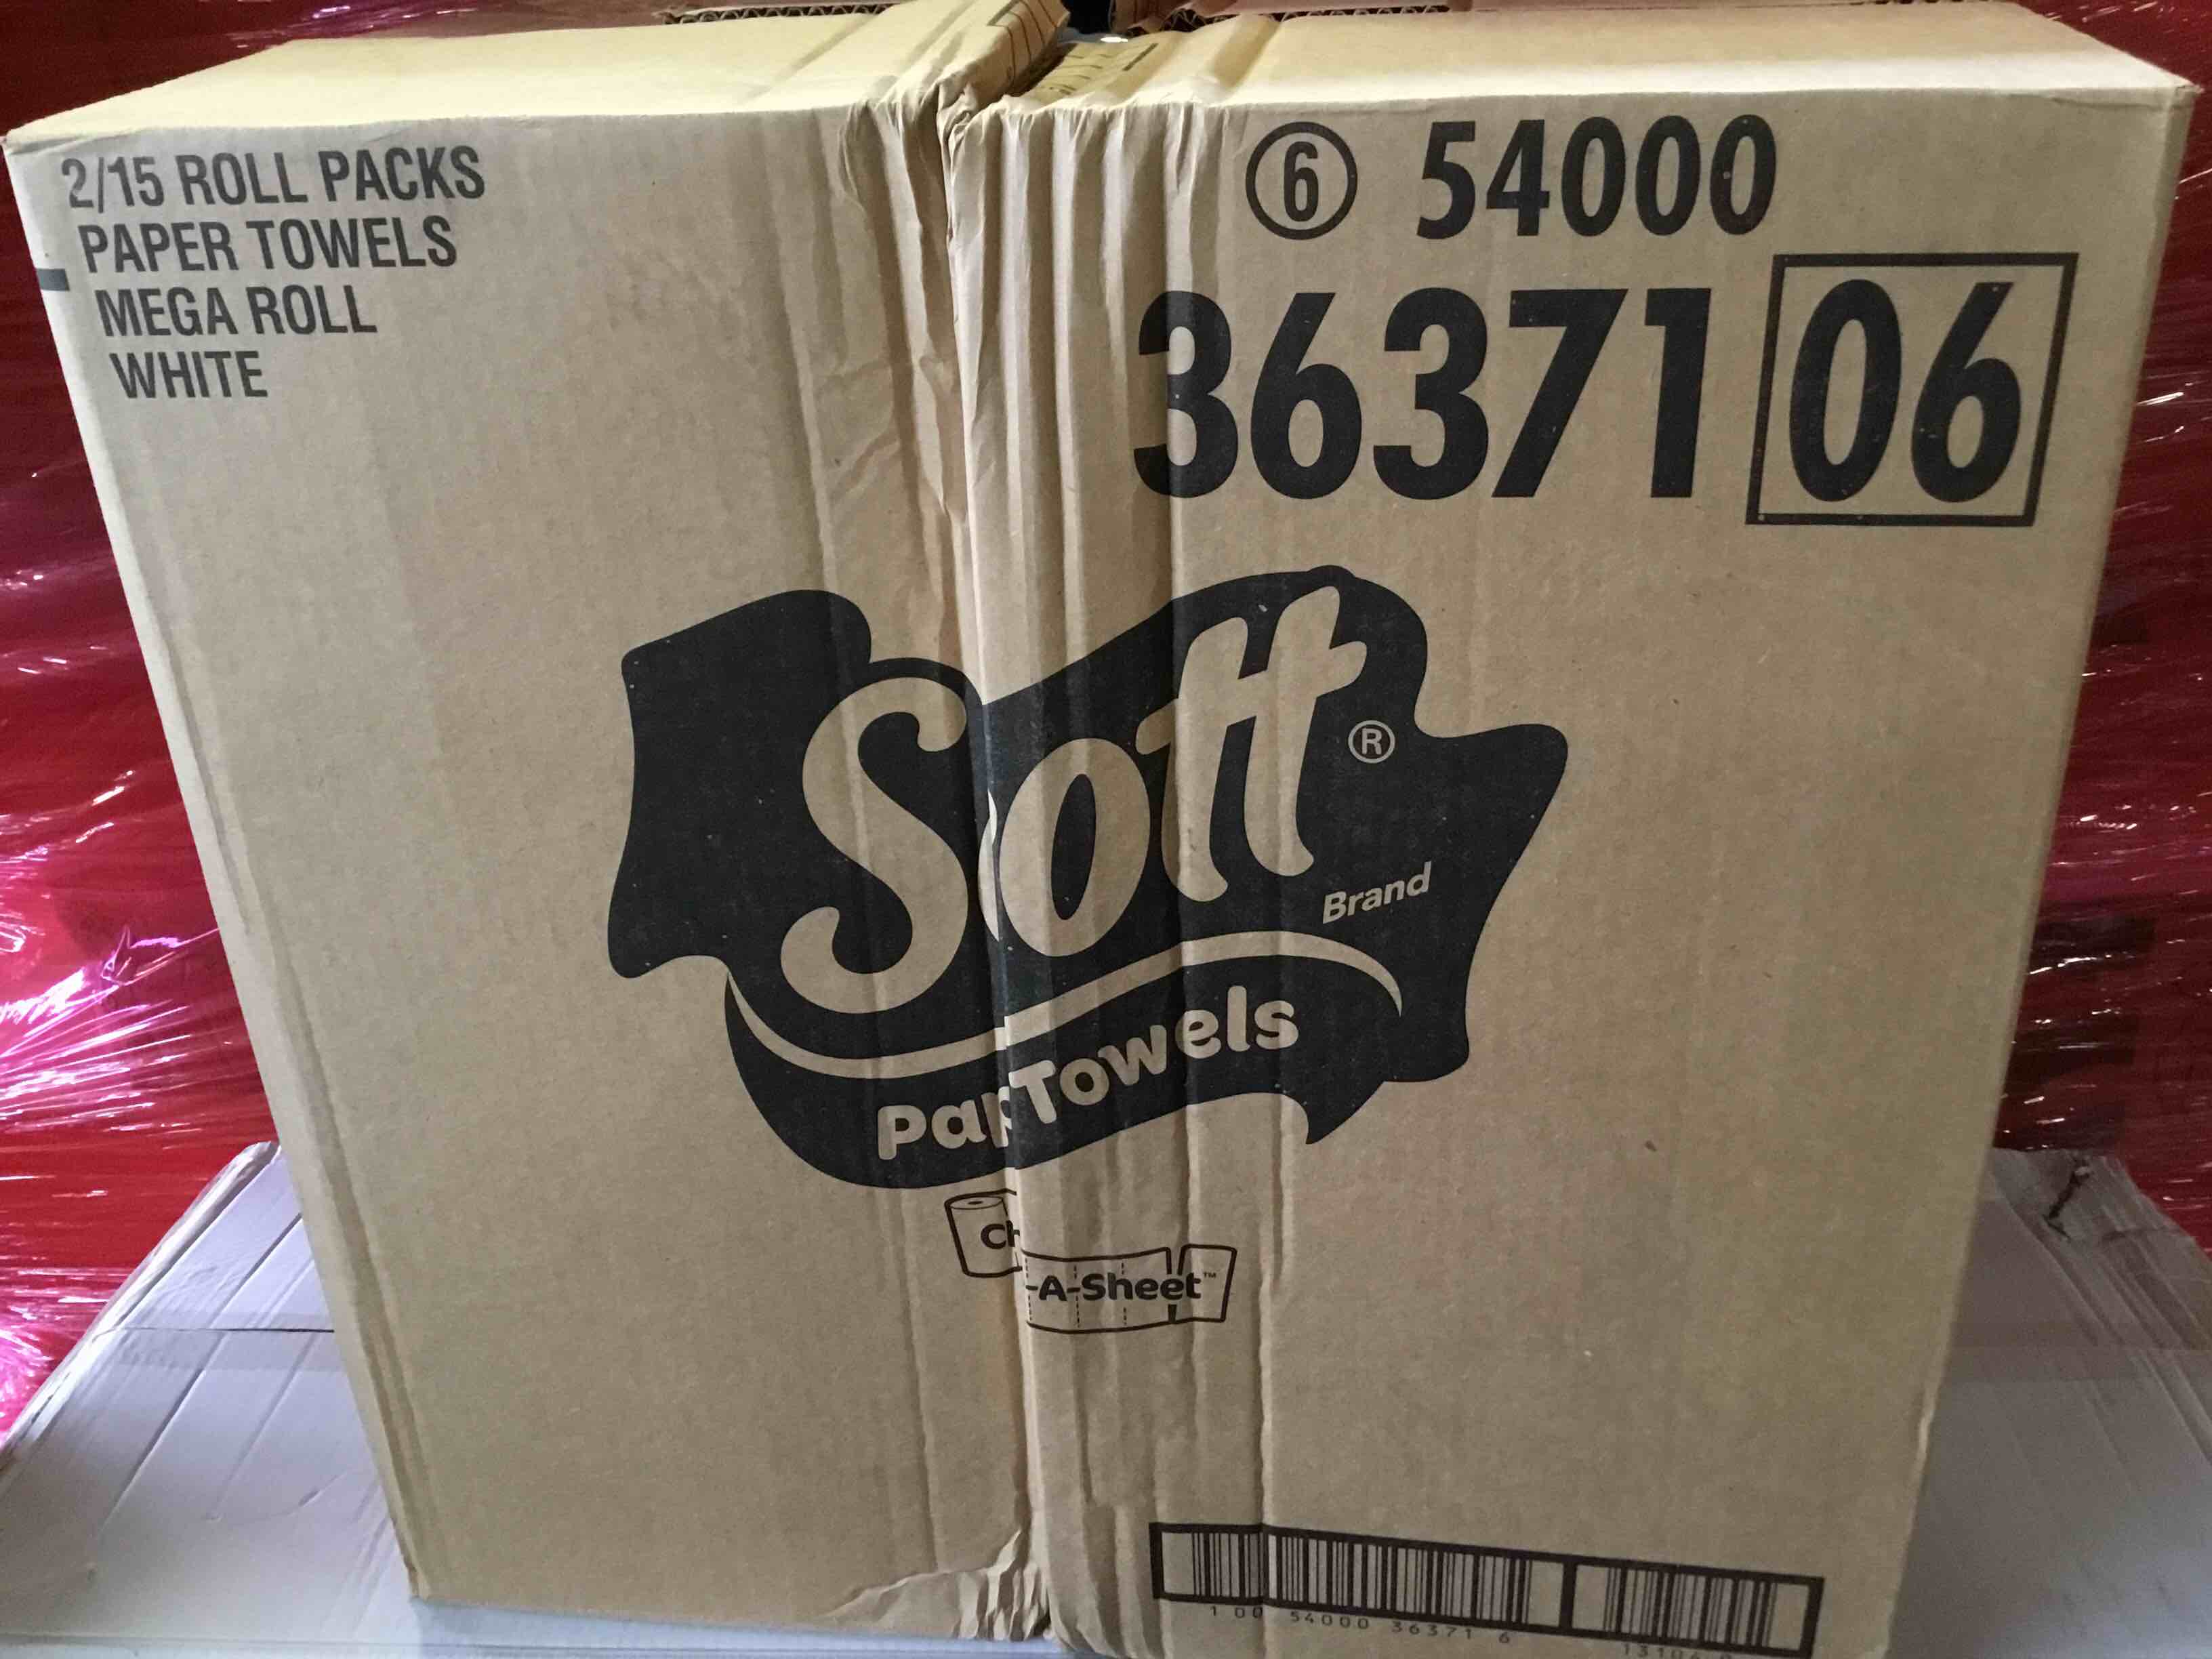 2/15 ROLL PACKS
PAPER TOWELS
MEGA ROLL
WHITE
6 54000
36371 06
Sott®
Brand
Towels
-A-Sheet™
1 00 54000 36371 6